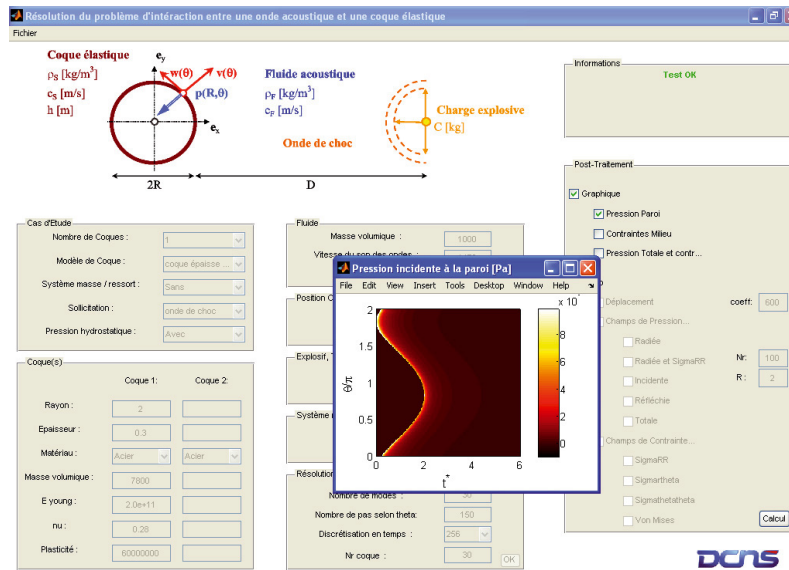 Résolution du problème d'intéraction entre une onde acoustique et une coque élastique
Fichier
Coque élastique
ρS [kg/m³]
cS [m/s]
h [m]
ey
w(θ)
v(θ)
p(R,θ)
ex
Fluide acoustique
ρF [kg/m³]
cF [m/s]
Onde de choc
Charge explosive
C [kg]
2R
D
Informations
Test OK
Post-Traitement
Graphique
Pression Paroi
Contraintes Milieu
Pression Totale et contr...
Déplacement
coeff:
600
Champs de Pression...
Radiée
Radiée et SigmaRR
Nr:
100
Incidente
R :
2
Réfléchie
Totale
Champs de Contrainte...
SigmaRR
Sigmartheta
Sigmathetatheta
Von Mises
Calcul
Cas d'Etude
Nombre de Coques :
1
Modèle de Coque :
coque épaisse ...
Système masse / ressort :
Sans
Sollicitation :
onde de choc
Pression hydrostatique :
Avec
Coque(s)
Coque 1:
Coque 2:
Rayon :
2
Epaisseur :
0.3
Matériau :
Acier
Acier
Masse volumique :
7800
E young :
2.0e+11
nu :
0.28
Plasticité :
60000000
Fluide
Masse volumique :
1000
Vitesse du son des ondes :
Position
Explosif,
Système
Résolution
Nombre de modes :
30
Nombre de pas selon theta:
150
Discrétisation en temps :
256
Nr coque :
30
OK
Pression incidente à la paroi [Pa]
File Edit View Insert Tools Desktop Window Help
x 10
2
1.5
1
0.5
0
θ/π
0 2 4 6
t*
8
6
4
2
0
DCNS